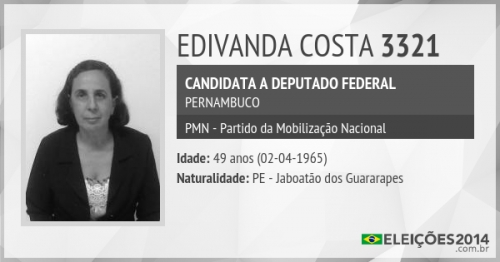 EDIVANDA COSTA 3321
CANDIDATA A DEPUTADO FEDERAL
PERNAMBUCO
PMN - Partido da Mobilização Nacional
Idade: 49 anos (02-04-1965)
Naturalidade: PE - Jaboatão dos Guararapes
ELEIÇÕES2014
.com.br